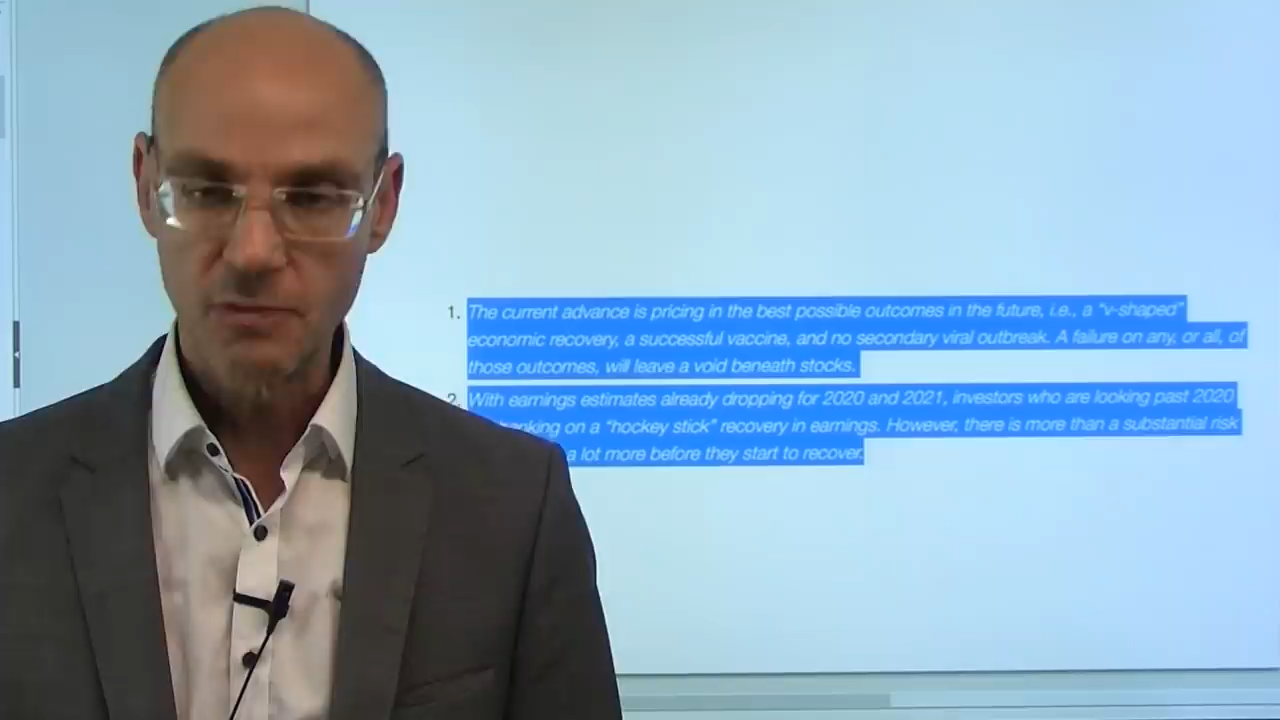 1. The current advance is pricing in the best possible outcomes in the future, i.e., a “v-shaped”
economic recovery, a successful vaccine, and no secondary viral outbreak. A failure on any, or all, of
those outcomes, will leave a void beneath stocks.
2. With earnings estimates already dropping for 2020 and 2021, investors who are looking past 2020
on a “hockey stick” recovery in earnings. However, there is more than a substantial risk
a lot more before they start to recover.